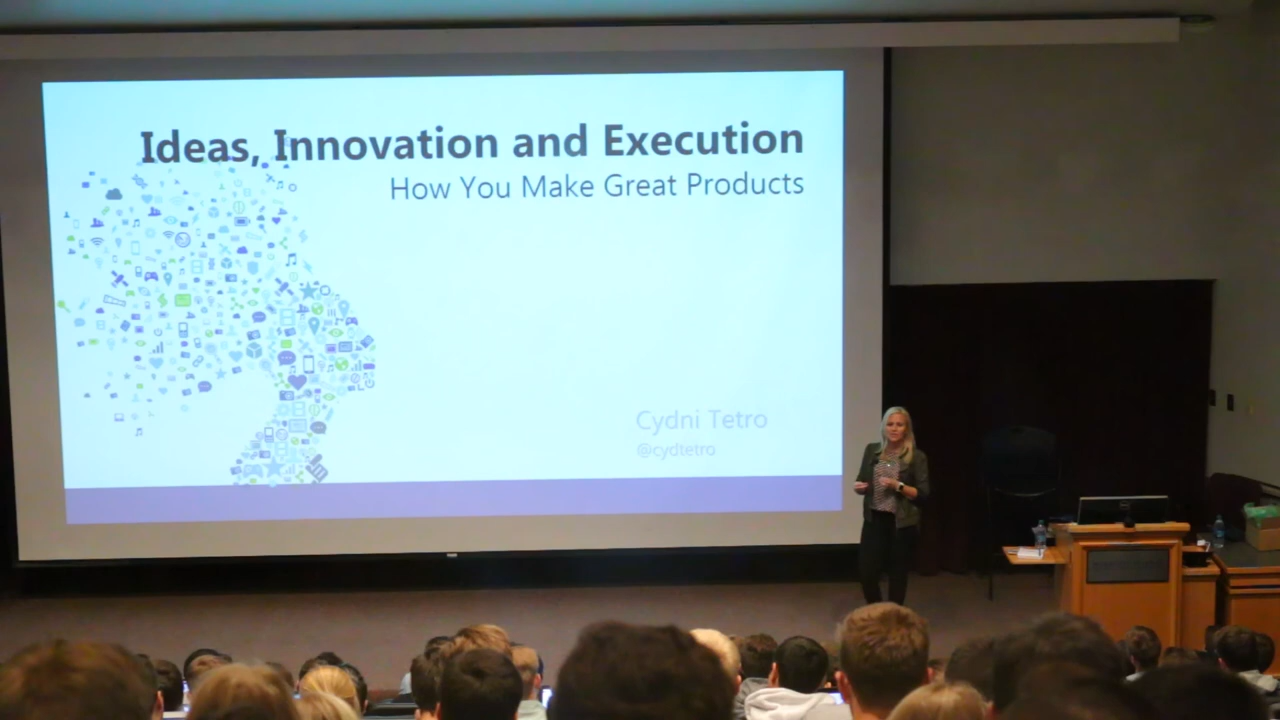 Ideas, Innovation and Execution
How You Make Great Products
Cydni Tetro
@cydtetro